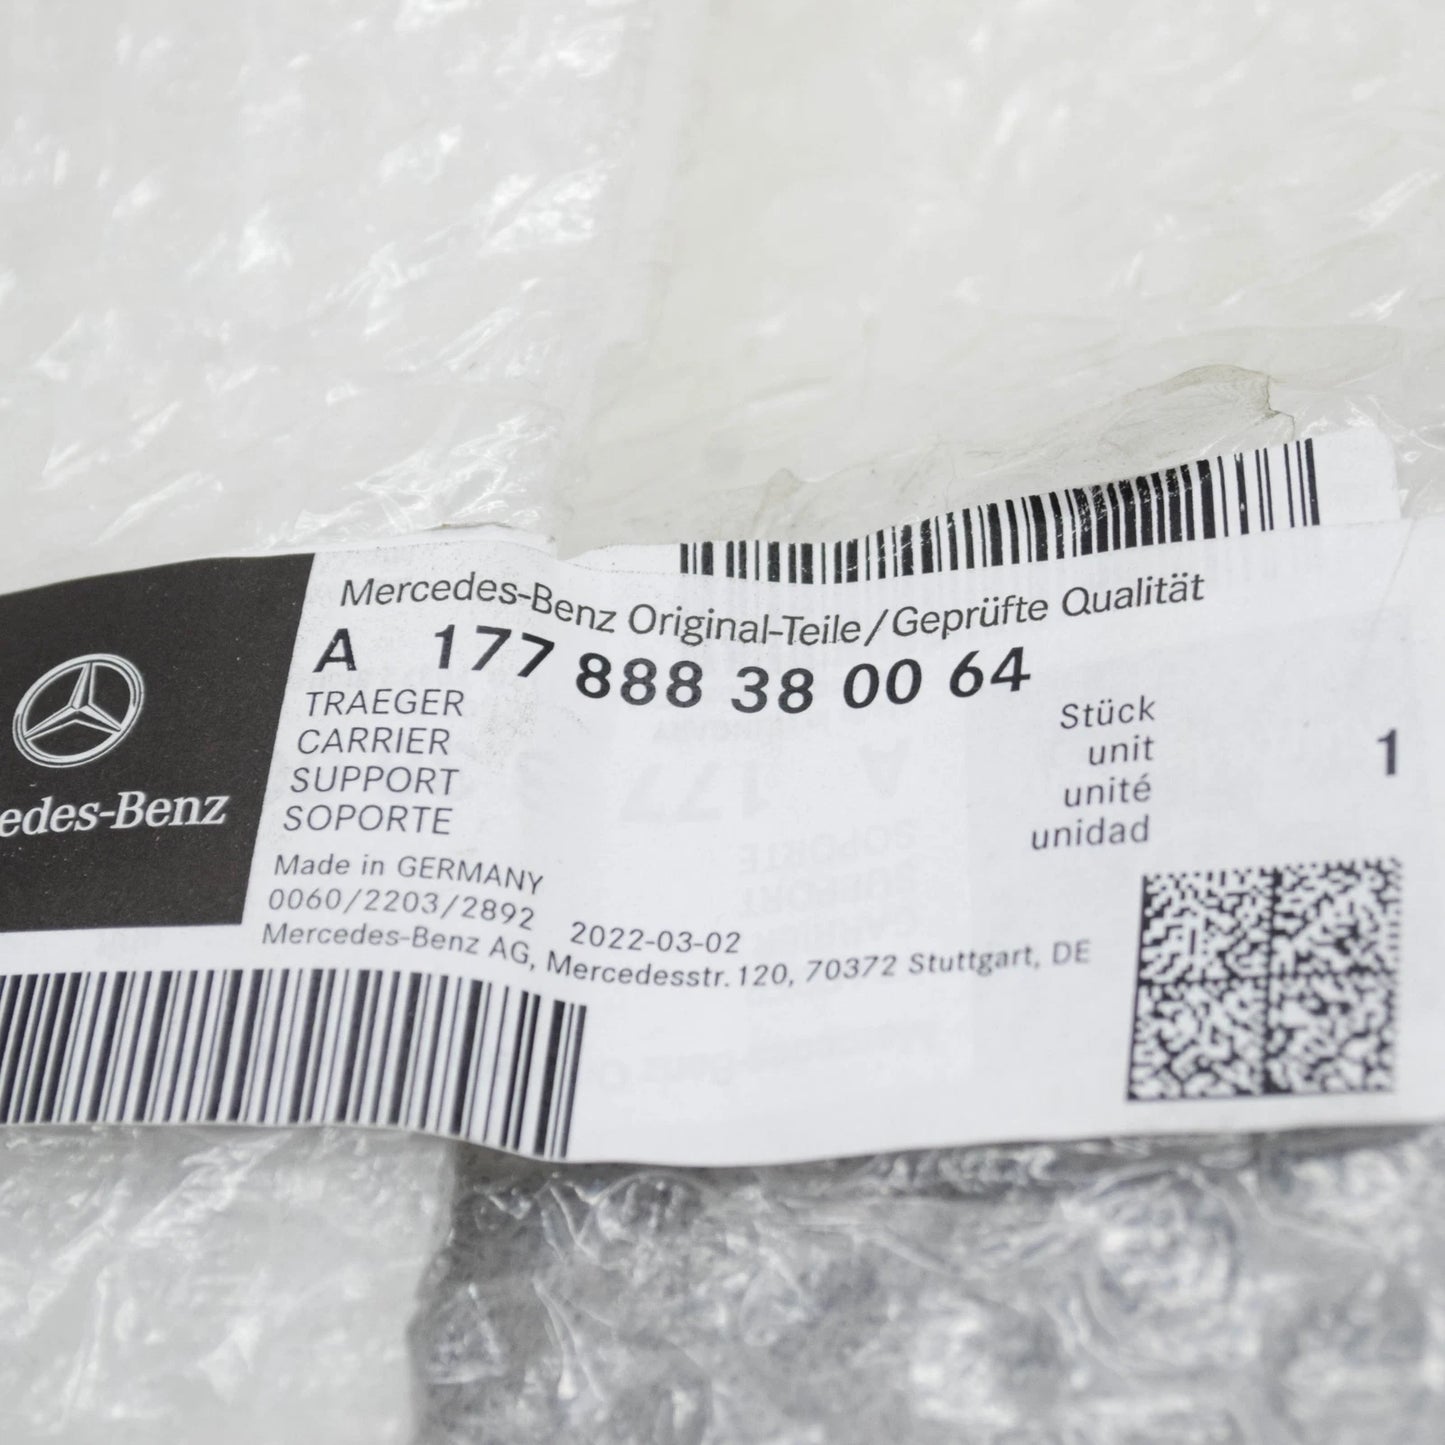 Mercedes-Benz Original-Teile/Geprüfte Qualität
A 177 888 38 00 64
TRAEGER
CARRIER
SUPPORT
SOPORTE
Stück
unit
unité
unidad
1
edes-Benz
Made in GERMANY
0060/2203/2892 2022-03-02
Mercedes-Benz AG, Mercedesstr. 120, 70372 Stuttgart, DE